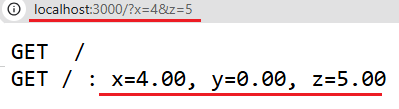 localhost:3000/?x=4&z=5
GET  /
GET / : x=4.00, y=0.00, z=5.00